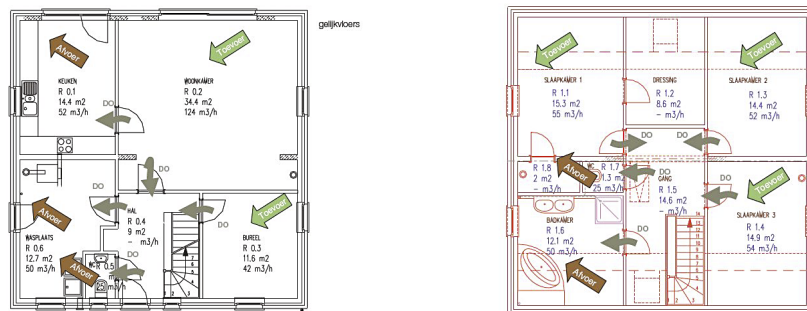 gelijkvloers
Afvoer
Toevoer
KEUKEN
R 0.1
14.4 m2
52 m3/h
WOONKAMER
R 0.2
34.4 m2
124 m3/h
DO
DO
DO
DO
HAL
R 0.4
9 m2
- m3/h
Afvoer
Toevoer
WASPLAATS
R 0.6
12.7 m2
50 m3/h
BUREEL
R 0.3
11.6 m2
42 m3/h
Afvoer
DO
Toevoer
Toevoer
SLAAPKAMER 1
R 1.1
15.3 m2
55 m3/h
DRESSING
R 1.2
8.6 m2
- m3/h
SLAAPKAMER 2
R 1.3
14.4 m2
52 m3/h
DO
DO
R 1.8
2 m2
- m3/h
Afvoer
R 1.7
1.3 m2
25 m3/h
DO
GANG
R 1.5
14.6 m2
- m3/h
DO
Toevoer
SLAAPKAMER 3
R 1.4
14.9 m2
54 m3/h
BADKAMER
R 1.6
12.1 m2
50 m3/h
DO
Afvoer